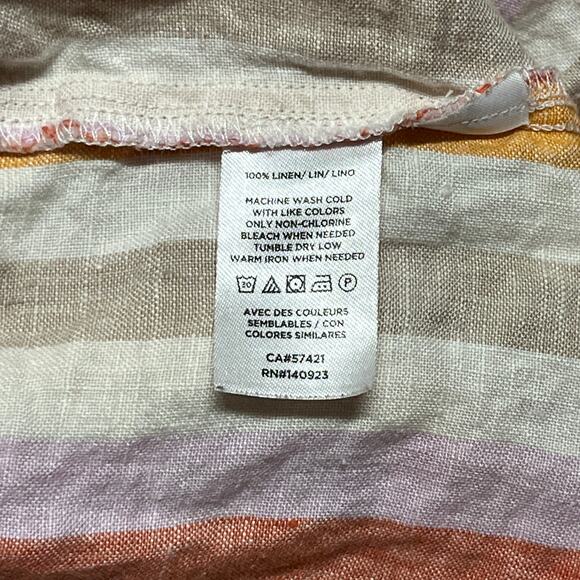 100% LINEN/ LIN/ LINO
MACHINE WASH COLD
WITH LIKE COLORS
ONLY NON-CHLORINE
BLEACH WHEN NEEDED
TUMBLE DRY LOW
WARM IRON WHEN NEEDED
20 P
AVEC DES COULEURS
SEMBLABLES / CON
COLORES SIMILARES
CA#57421
RN#140923